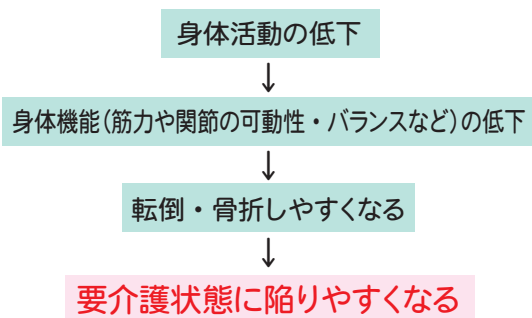 身体活動の低下
↓
身体機能(筋力や関節の可動性・バランスなど)の低下
↓
転倒・骨折しやすくなる
↓
要介護状態に陥りやすくなる